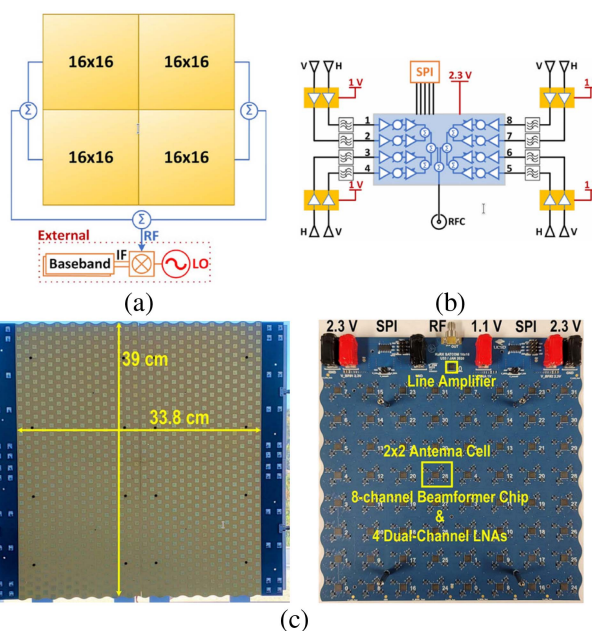 16x16 16x16
Σ Σ
16x16 16x16
Σ
External RF
Baseband IF LO
(a)
V H V H
SPI 2.3 V
1 V 1 V
1 8
2 7
3 6
4 5
1 V 1
H V RFC H V
(b)
39 cm
33.8 cm
2.3 V SPI RF 1.1 V SPI 2.3 V
Line Amplifier
2x2 Antenna Cell
8-channel Beamformer Chip
&
4 Dual-Channel LNAs
(c)